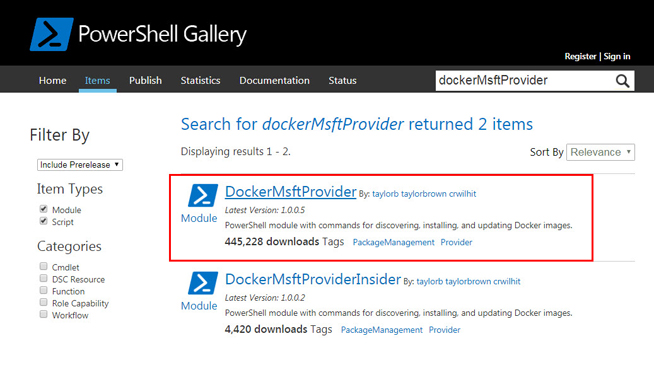 PowerShell Gallery
Register | Sign in
Home Items Publish Statistics Documentation Status
dockerMsftProvider
Filter By
Include Prerelease
Item Types
Module
Script
Categories
Cmdlet
DSC Resource
Function
Role Capability
Workflow
Search for dockerMsftProvider returned 2 items
Displaying results 1 - 2.
Sort By Relevance
DockerMsftProvider By: taylorb taylorbrown crwilhit
Latest Version: 1.0.0.5
Module
PowerShell module with commands for discovering, installing, and updating Docker images.
445,228 downloads Tags PackageManagement Provider
DockerMsftProviderInsider By: taylorb taylorbrown crwilhit
Latest Version: 1.0.0.2
Module
PowerShell module with commands for discovering, installing, and updating Docker images.
4,420 downloads Tags PackageManagement Provider